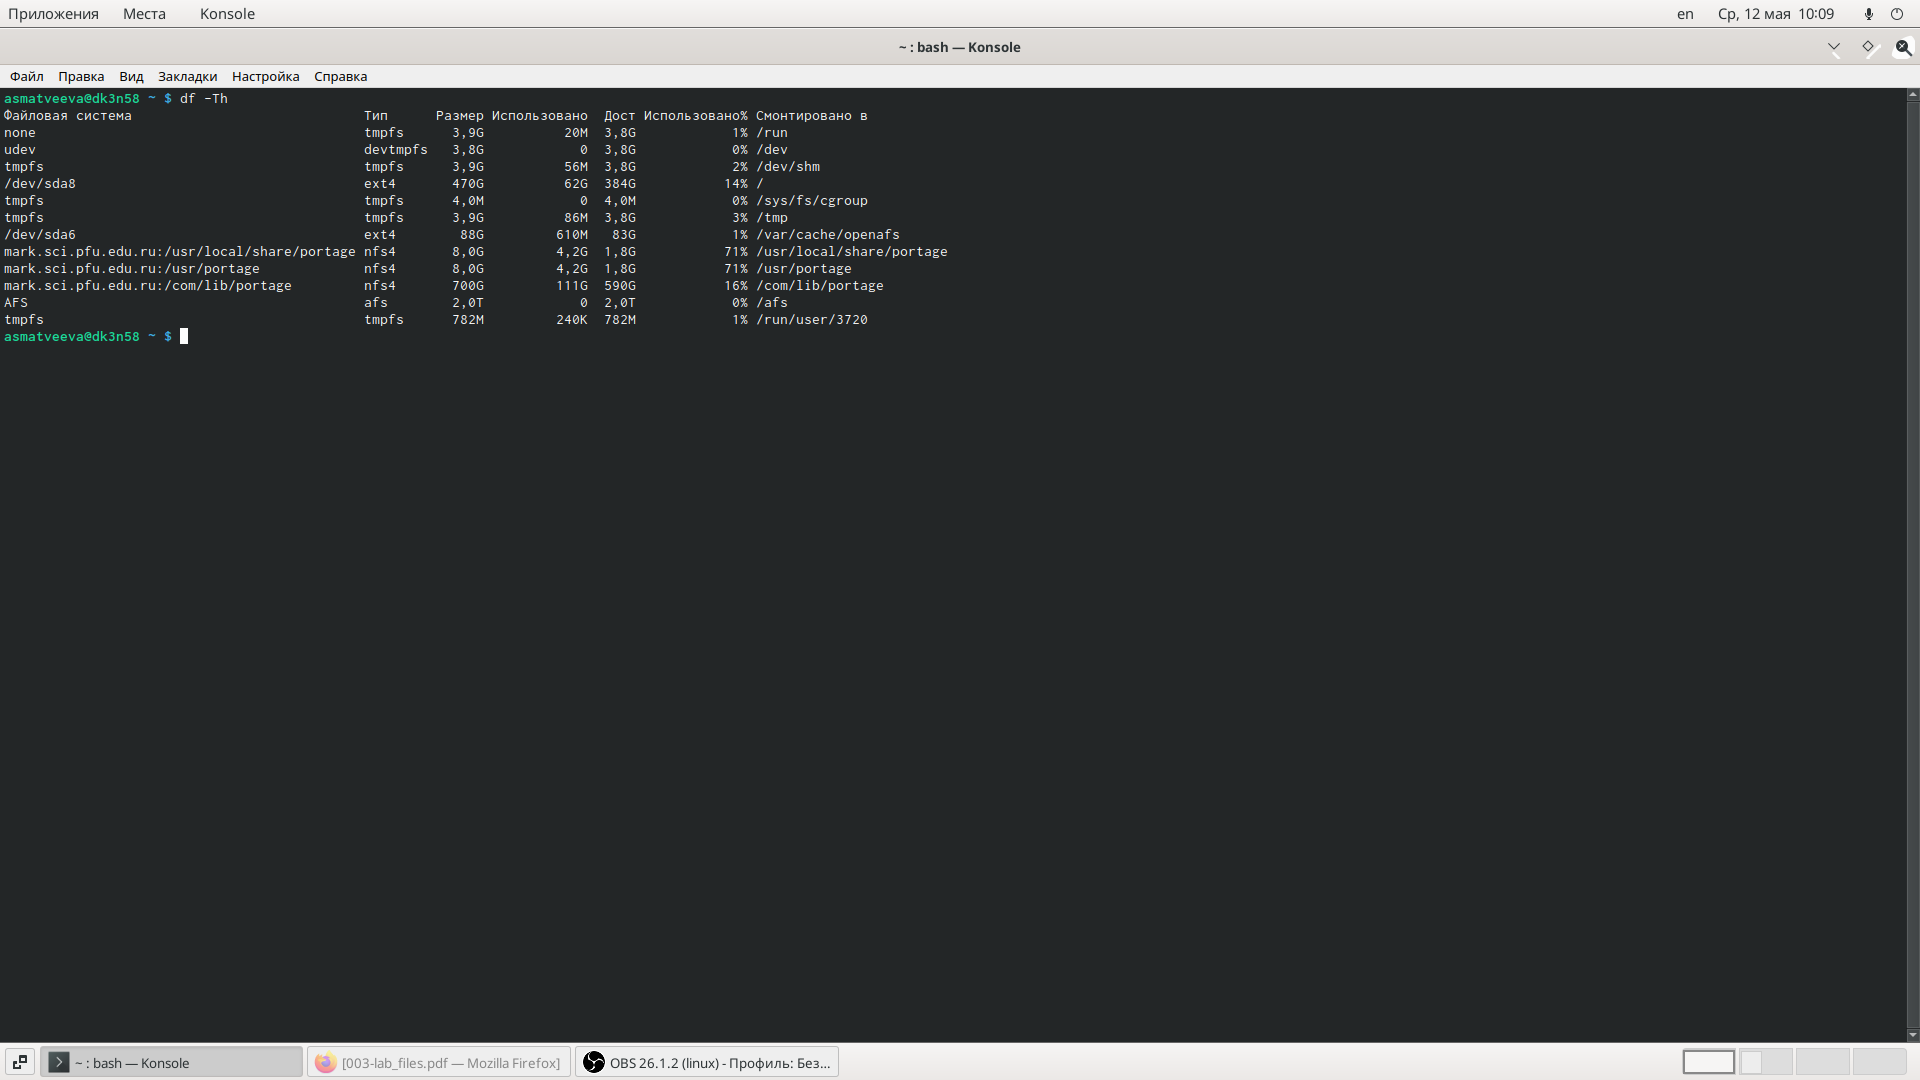 Приложения Места Konsole en Ср, 12 мая 10:09
~ : bash — Konsole
Файл Правка Вид Закладки Настройка Справка
asmatveeva@dk3n58 ~ $ df -Th
Файловая система Тип Размер Использовано Дост Использовано% Смонтировано в
none tmpfs 3,9G 20M 3,8G 1% /run
udev devtmpfs 3,8G 0 3,8G 0% /dev
tmpfs tmpfs 3,9G 56M 3,8G 2% /dev/shm
/dev/sda8 ext4 470G 62G 384G 14% /
tmpfs tmpfs 4,0M 0 4,0M 0% /sys/fs/cgroup
tmpfs tmpfs 3,9G 86M 3,8G 3% /tmp
/dev/sda6 ext4 88G 610M 83G 1% /var/cache/openafs
mark.sci.pfu.edu.ru:/usr/local/share/portage nfs4 8,0G 4,2G 1,8G 71% /usr/local/share/portage
mark.sci.pfu.edu.ru:/usr/portage nfs4 8,0G 4,2G 1,8G 71% /usr/portage
mark.sci.pfu.edu.ru:/com/lib/portage nfs4 700G 111G 590G 16% /com/lib/portage
AFS afs 2,0T 0 2,0T 0% /afs
tmpfs tmpfs 782M 240K 782M 1% /run/user/3720
asmatveeva@dk3n58 ~ $
~ : bash — Konsole [003-lab_files.pdf — Mozilla Firefox] OBS 26.1.2 (linux) - Профиль: Без...